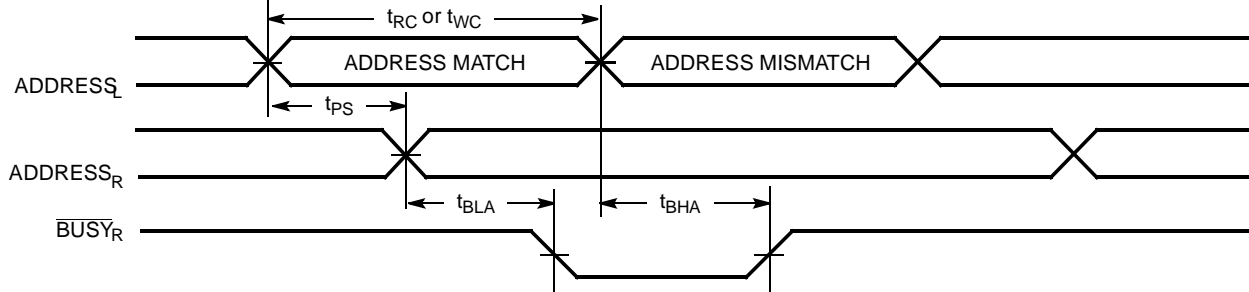 tRC or tWC
ADDRESS MATCH
ADDRESS MISMATCH
ADDRESSL
tPS
ADDRESSR
tBLA
tBHA
BUSYR